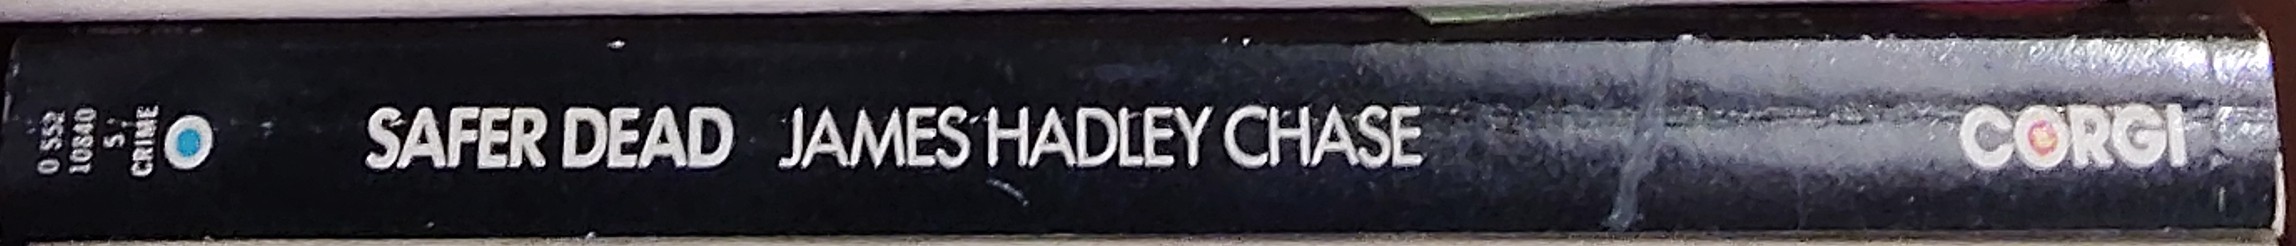 0 552
10840
5
CRIME
SAFER DEAD JAMES HADLEY CHASE
CORGI